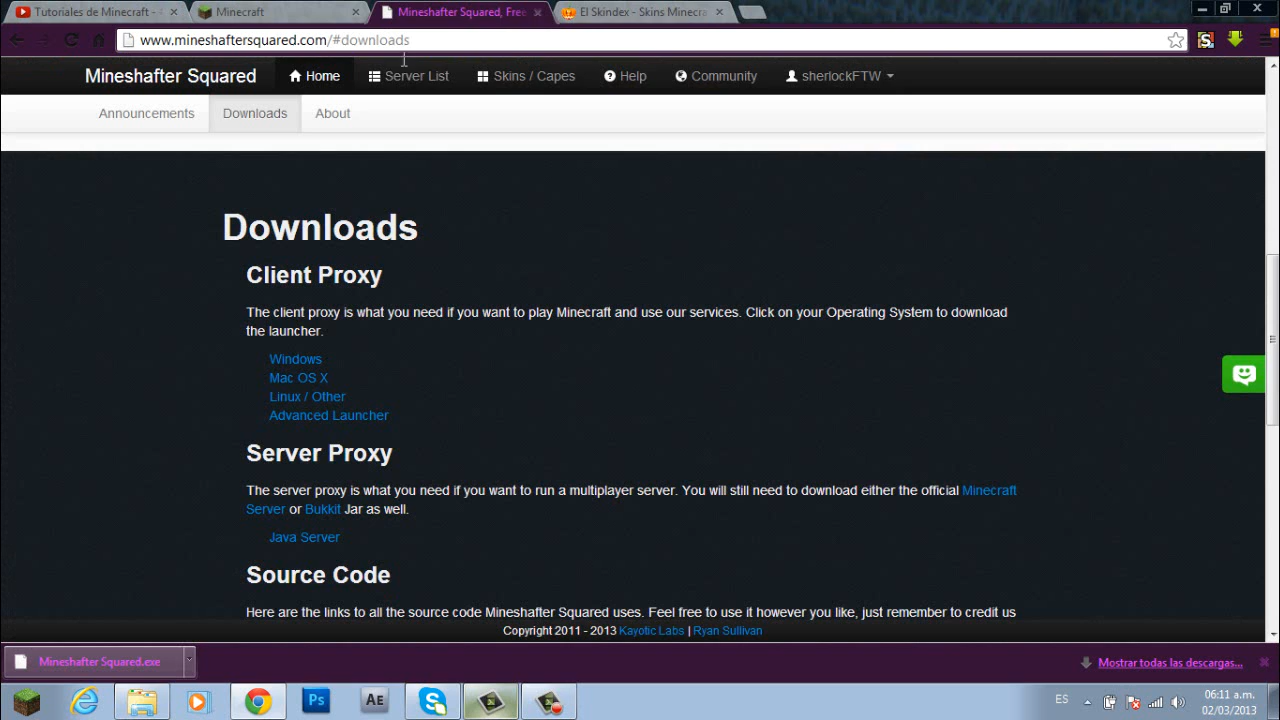 Tutoriales de Minecraft - 
Minecraft
Mineshafter Squared, Free
El Skindex - Skins Minecra
www.mineshaftersquared.com/#downloads
Mineshafter Squared
Home
Server List
Skins / Capes
Help
Community
sherlockFTW
Announcements
Downloads
About
Downloads
Client Proxy
The client proxy is what you need if you want to play Minecraft and use our services. Click on your Operating System to download
the launcher.
Windows
Mac OS X
Linux / Other
Advanced Launcher
Server Proxy
The server proxy is what you need if you want to run a multiplayer server. You will still need to download either the official Minecraft
Server or Bukkit Jar as well.
Java Server
Source Code
Here are the links to all the source code Mineshafter Squared uses. Feel free to use it however you like, just remember to credit us
Copyright 2011 - 2013 Kayotic Labs | Ryan Sullivan
Mineshafter Squared.exe
Mostrar todas las descargas...
Ps
Ae
ES
06:11 a.m.
02/03/2013